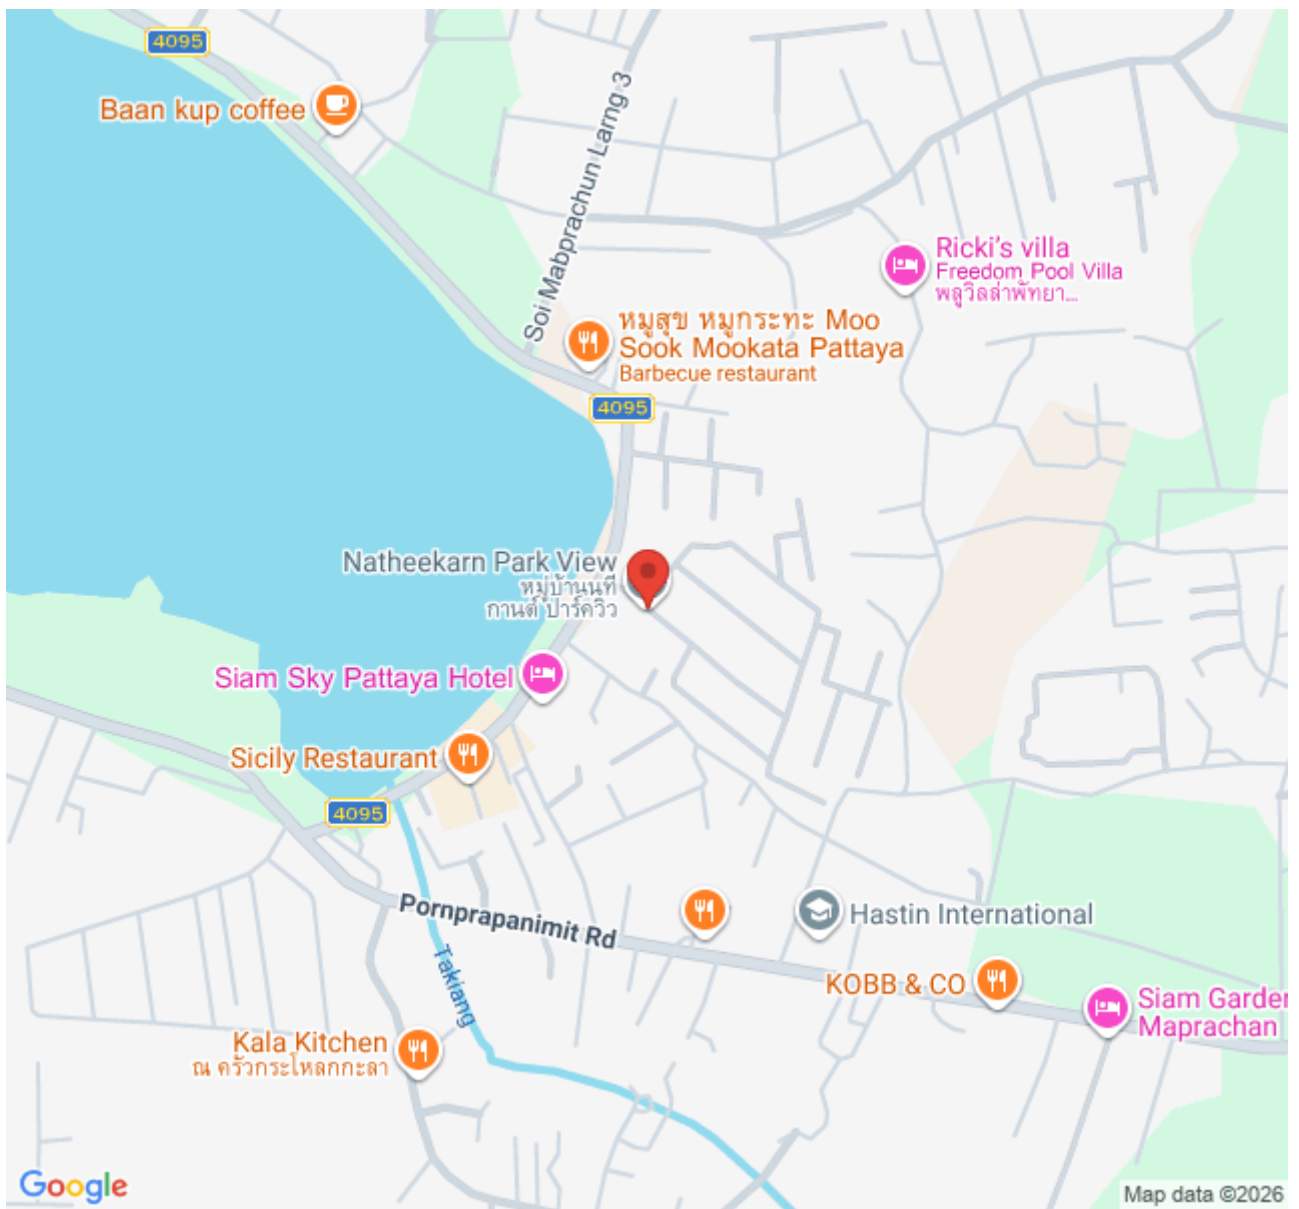 4095
Baan kup coffee
Soi Mabprachun Larng 3
Ricki's villa
Freedom Pool Villa
พลูวิลล่าพัทยา...
หมูสุข หมูกระทะ Moo
Sook Mookata Pattaya
Barbecue restaurant
4095
Natheekarn Park View
หมู่บ้านนที
กานต์ ปาร์ควิว
Siam Sky Pattaya Hotel
Sicily Restaurant
4095
Pornprapanimit Rd
Hastin International
Takiang
KOBB & CO
Siam Garden
Maprachan
Kala Kitchen
ณ ครัวกระโหลกกะลา
Google
Map data ©2026